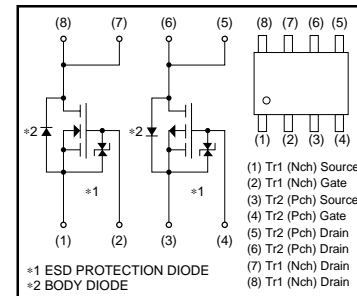 (8) (7) (6) (5)
(8) (7) (6) (5)
∗2 ∗2
∗1 ∗1
(1) (2) (3) (4)
(1) (2) (3) (4)
∗1 ESD PROTECTION DIODE
∗2 BODY DIODE
(1) Tr1 (Nch) Source
(2) Tr1 (Nch) Gate
(3) Tr2 (Pch) Source
(4) Tr2 (Pch) Gate
(5) Tr2 (Pch) Drain
(6) Tr2 (Pch) Drain
(7) Tr1 (Nch) Drain
(8) Tr1 (Nch) Drain